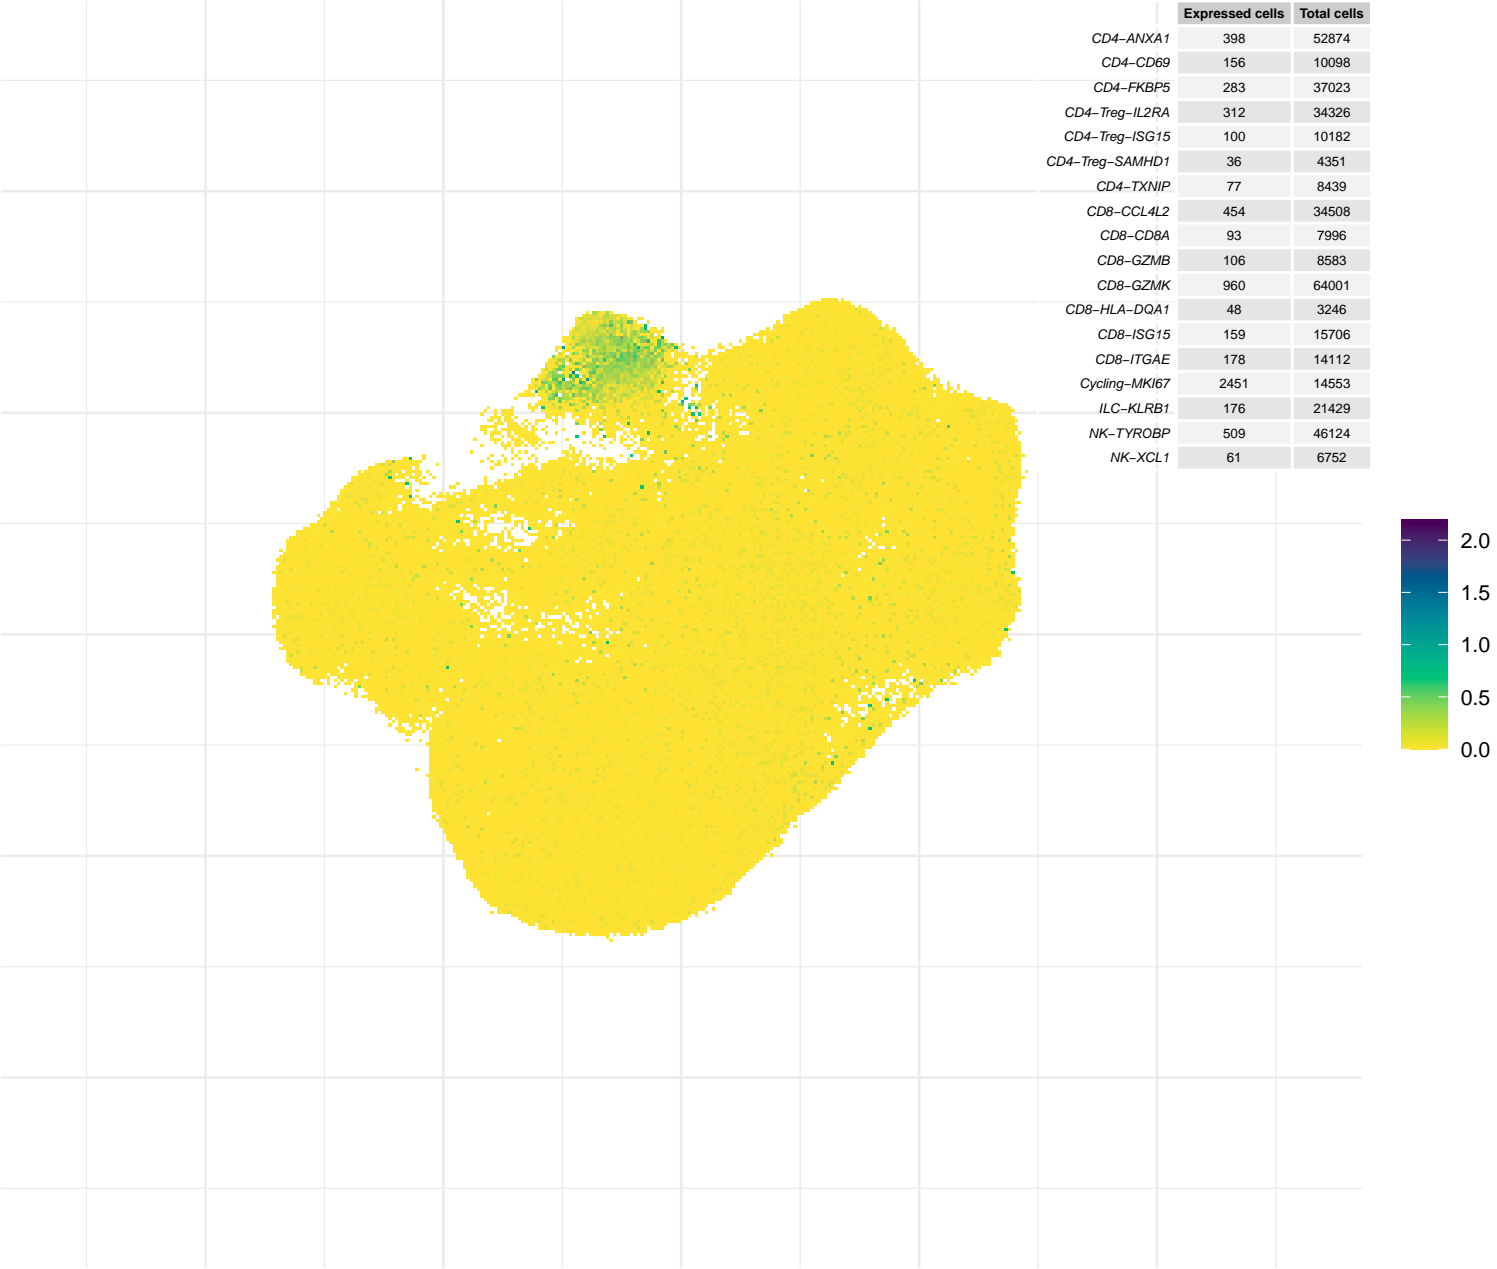 Expressed cells Total cells
CD4−ANXA1 398 52874
CD4−CD69 156 10098
CD4−FKBP5 283 37023
CD4−Treg−IL2RA 312 34326
CD4−Treg−ISG15 100 10182
CD4−Treg−SAMHD1 36 4351
CD4−TXNIP 77 8439
CD8−CCL4L2 454 34508
CD8−CD8A 93 7996
CD8−GZMB 106 8583
CD8−GZMK 960 64001
CD8−HLA−DQA1 48 3246
CD8−ISG15 159 15706
CD8−ITGAE 178 14112
Cycling−MKI67 2451 14553
ILC−KLRB1 176 21429
NK−TYROBP 509 46124
NK−XCL1 61 6752
2.0
1.5
1.0
0.5
0.0